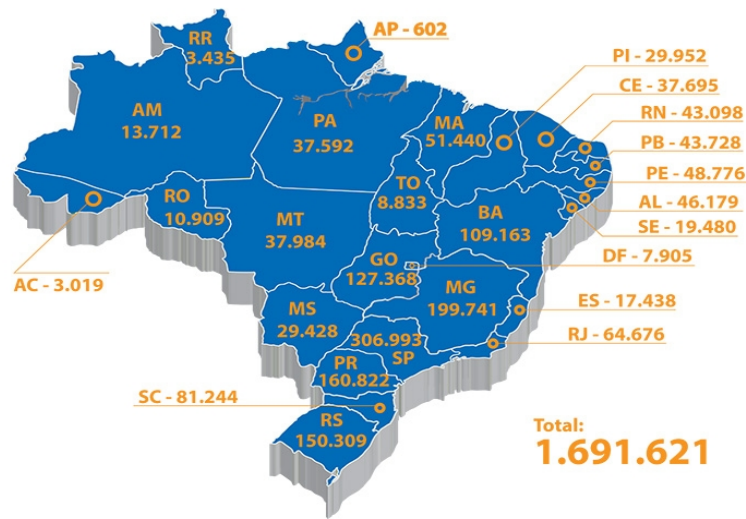 AP - 602
RR
3.435
PI - 29.952
CE - 37.695
RN - 43.098
PB - 43.728
PE - 48.776
AL - 46.179
SE - 19.480
DF - 7.905
ES - 17.438
RJ - 64.676
AM
13.712
PA
37.592
MA
51.440
TO
8.833
RO
10.909
MT
37.984
BA
109.163
AC - 3.019
GO
127.368
MG
199.741
MS
29.428
306.993
SP
PR
160.822
SC - 81.244
RS
150.309
Total:
1.691.621